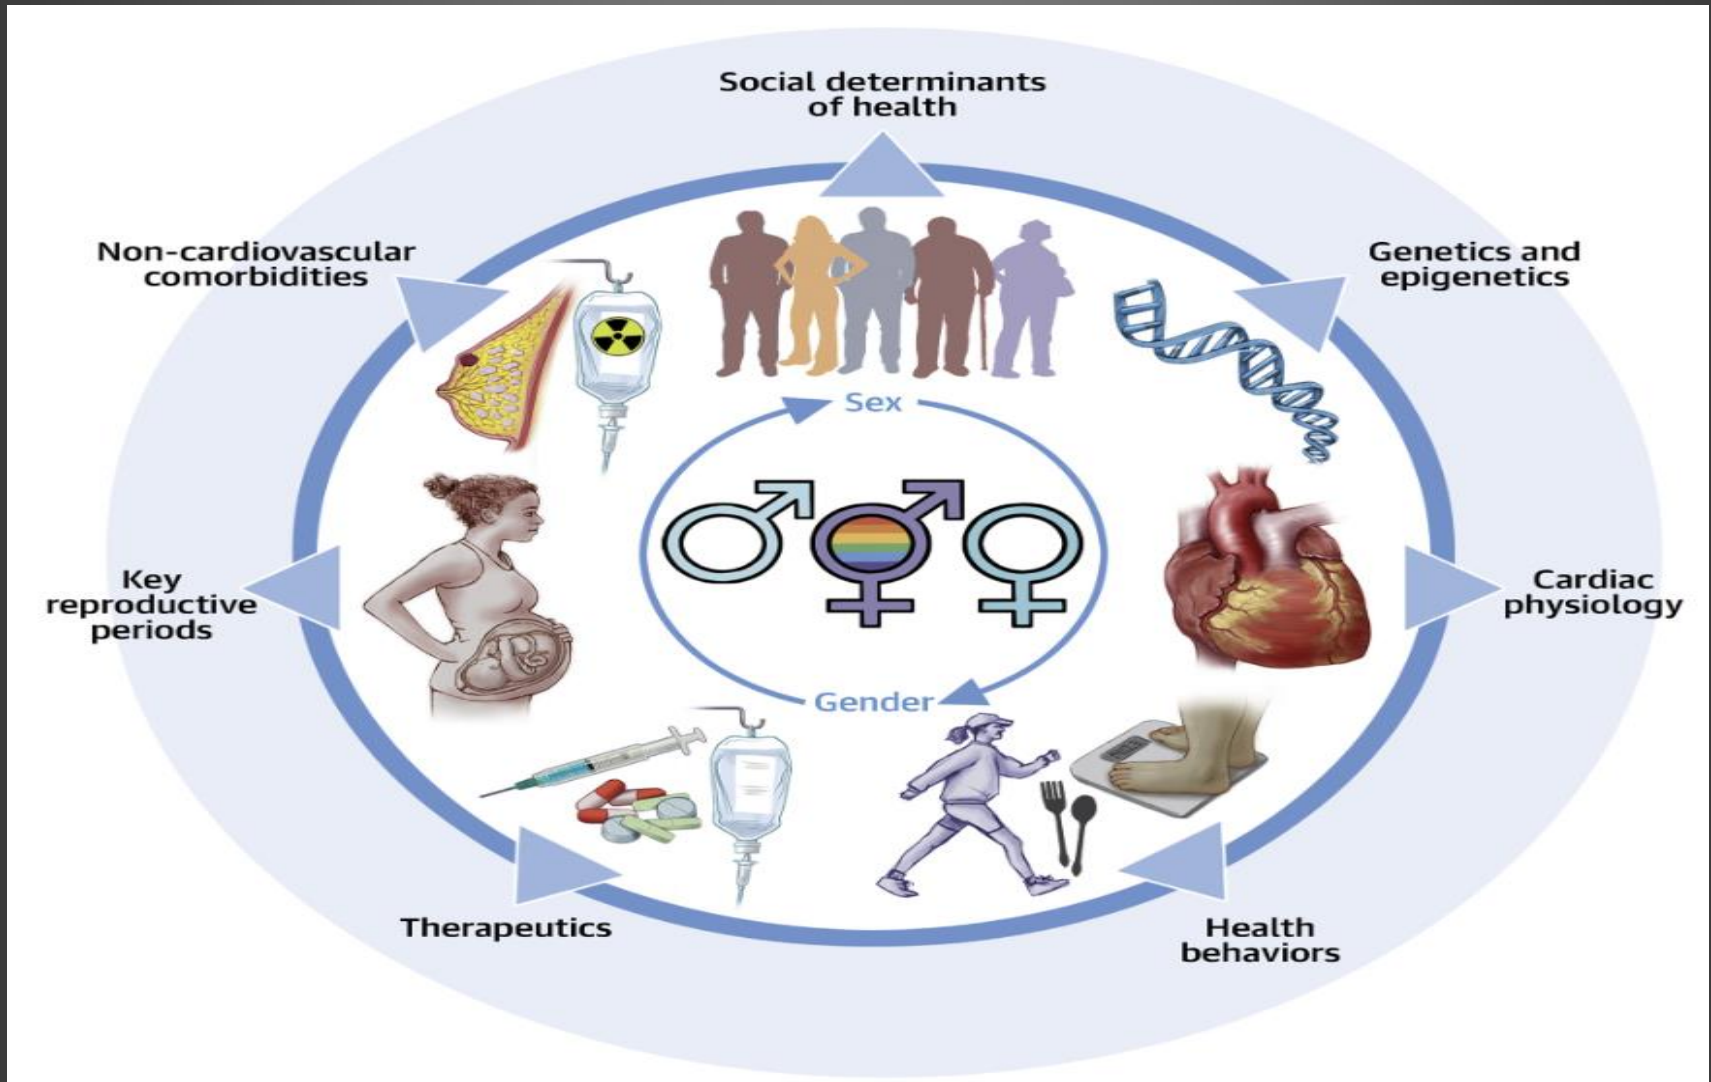 Social determinants
of health
Non-cardiovascular
comorbidities
Genetics and
epigenetics
Sex
Key
reproductive
periods
Cardiac
physiology
Gender
Therapeutics
Health
behaviors